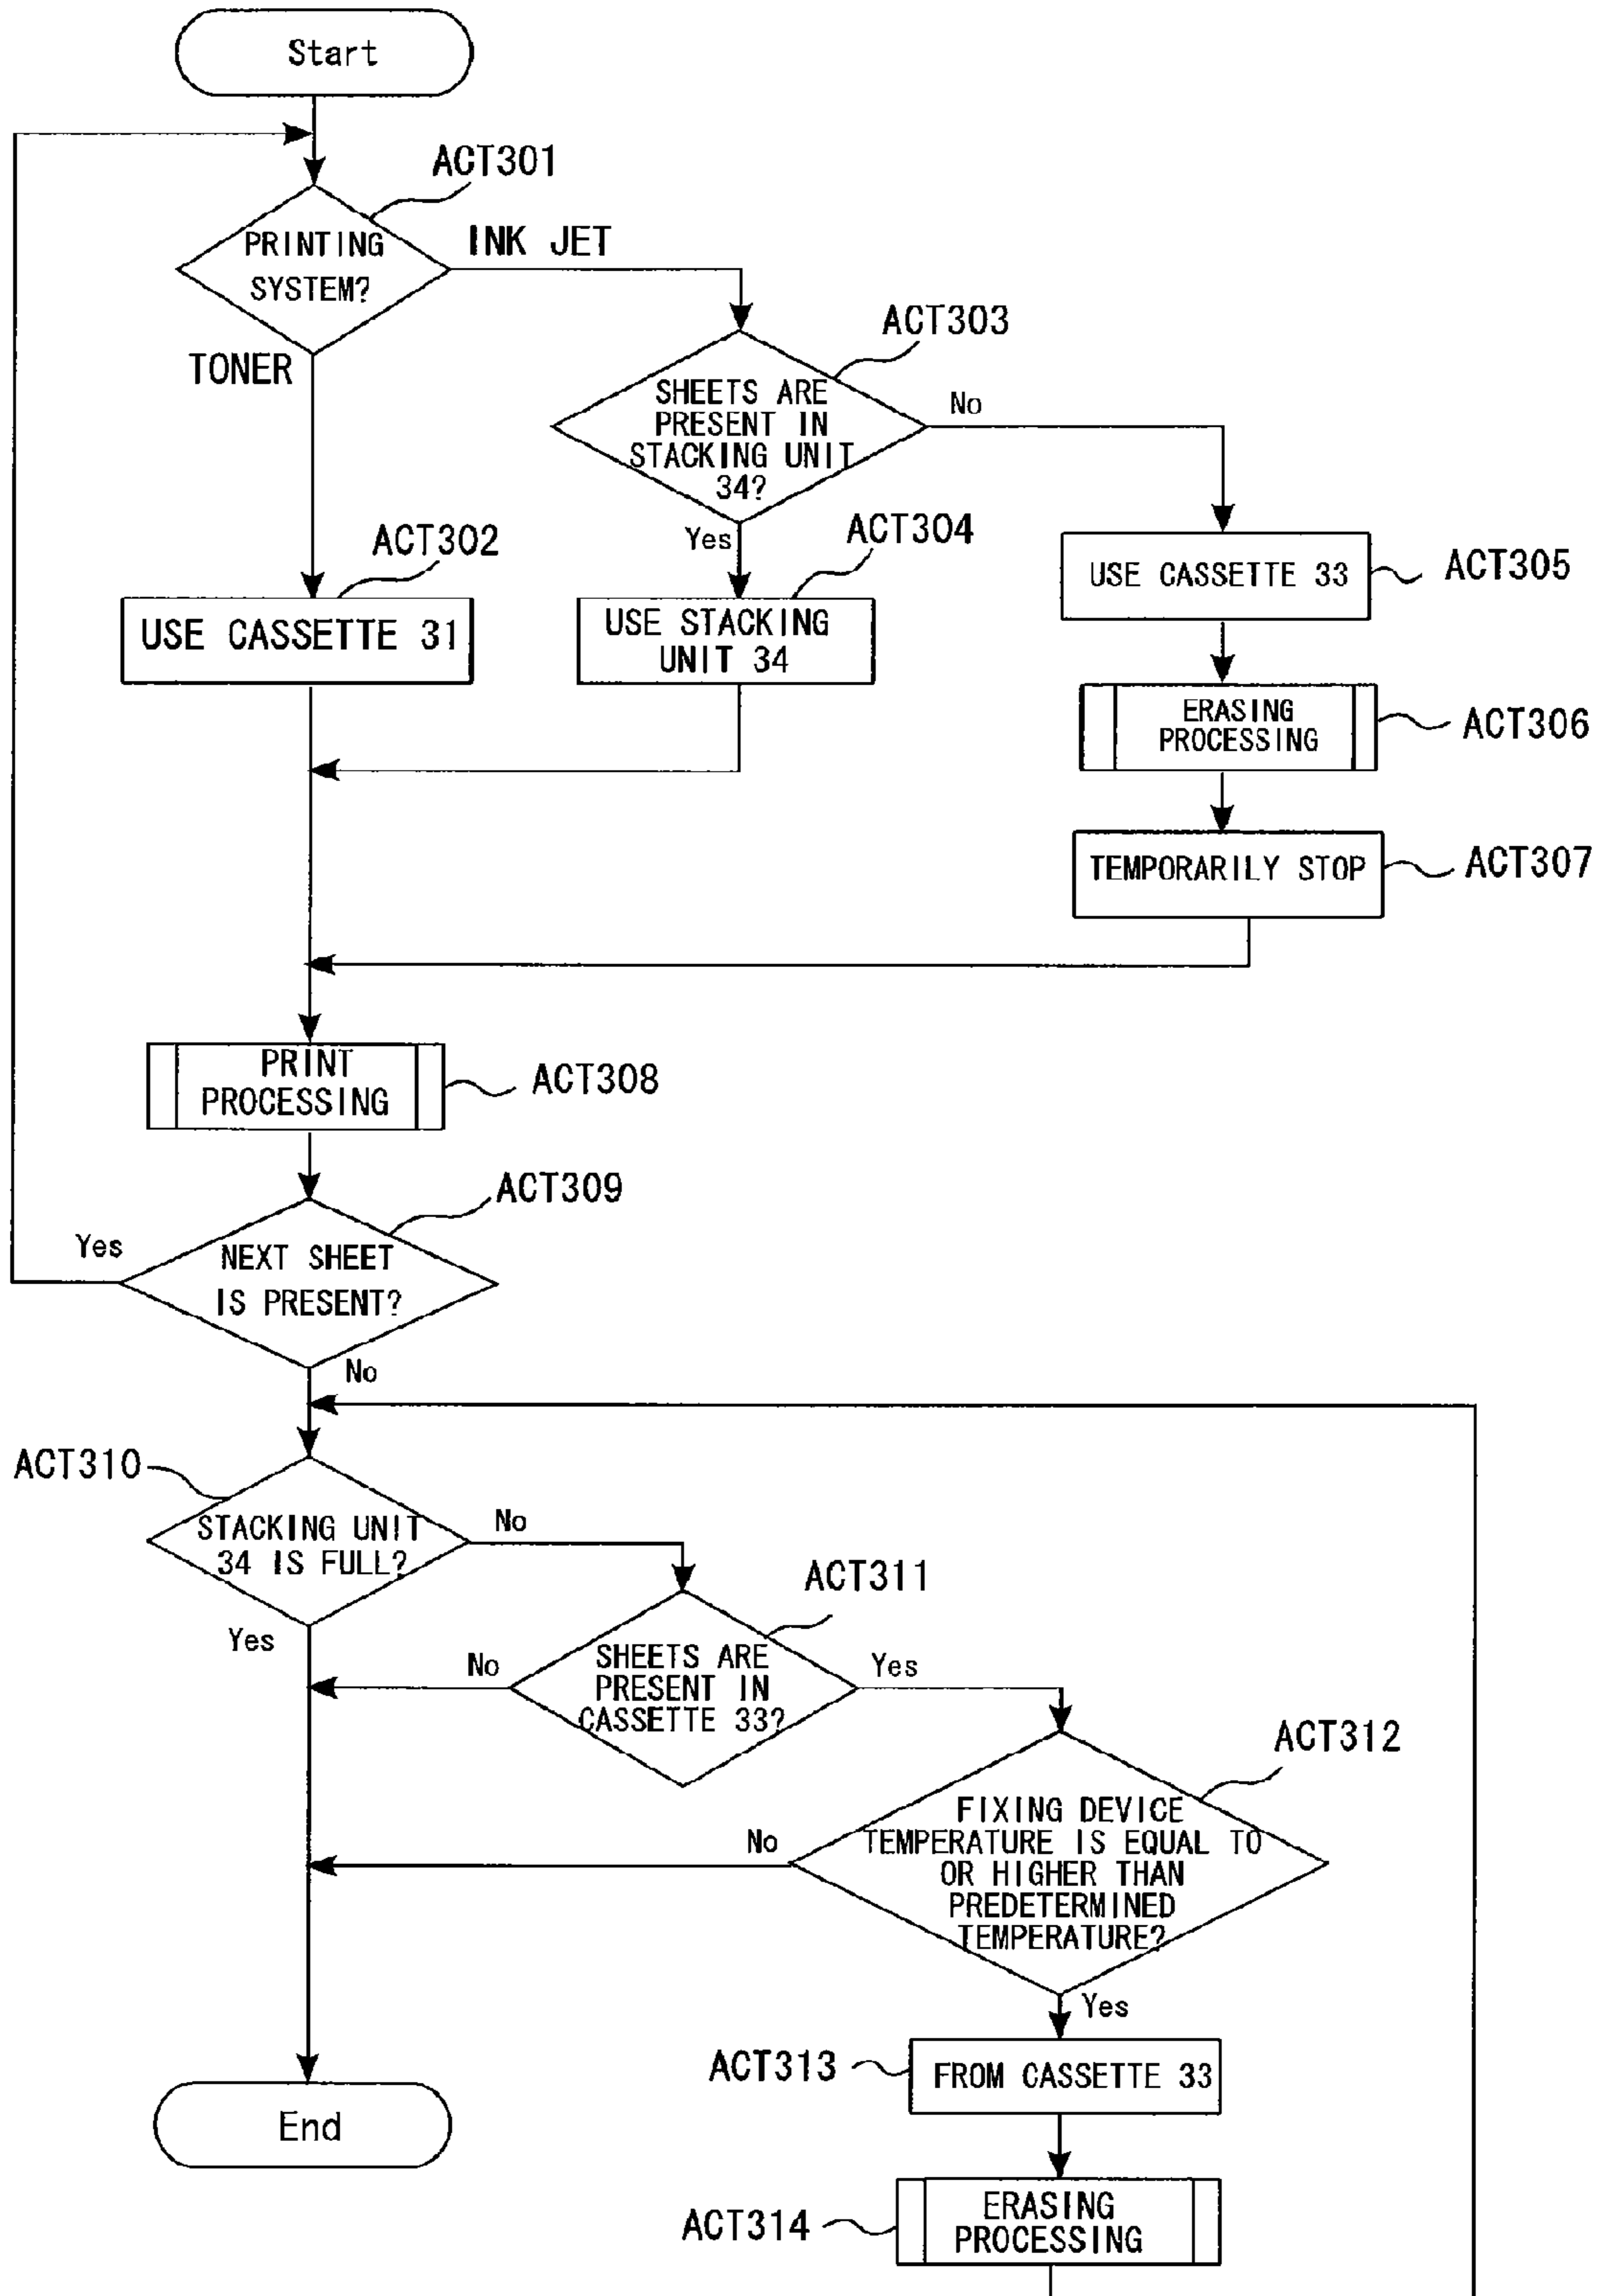 Start
ACT301
PRINTING
SYSTEM?
INK JET
TONER
ACT303
SHEETS ARE
PRESENT IN
STACKING UNIT
34?
No
Yes
ACT302
USE CASSETTE 31
ACT304
USE STACKING
UNIT 34
USE CASSETTE 33
ACT305
ERASING
PROCESSING
ACT306
TEMPORARILY STOP
ACT307
PRINT
PROCESSING
ACT308
ACT309
Yes
NEXT SHEET
IS PRESENT?
No
ACT310
STACKING UNIT
34 IS FULL?
No
Yes
ACT311
No
SHEETS ARE
PRESENT IN
CASSETTE 33?
Yes
ACT312
No
FIXING DEVICE
TEMPERATURE IS EQUAL TO
OR HIGHER THAN
PREDETERMINED
TEMPERATURE?
Yes
ACT313
FROM CASSETTE 33
End
ACT314
ERASING
PROCESSING